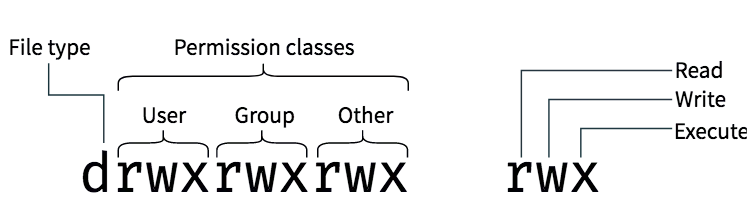 File type
Permission classes
User
Group
Other
drwxrwxrwx
Read
Write
Execute
rwx